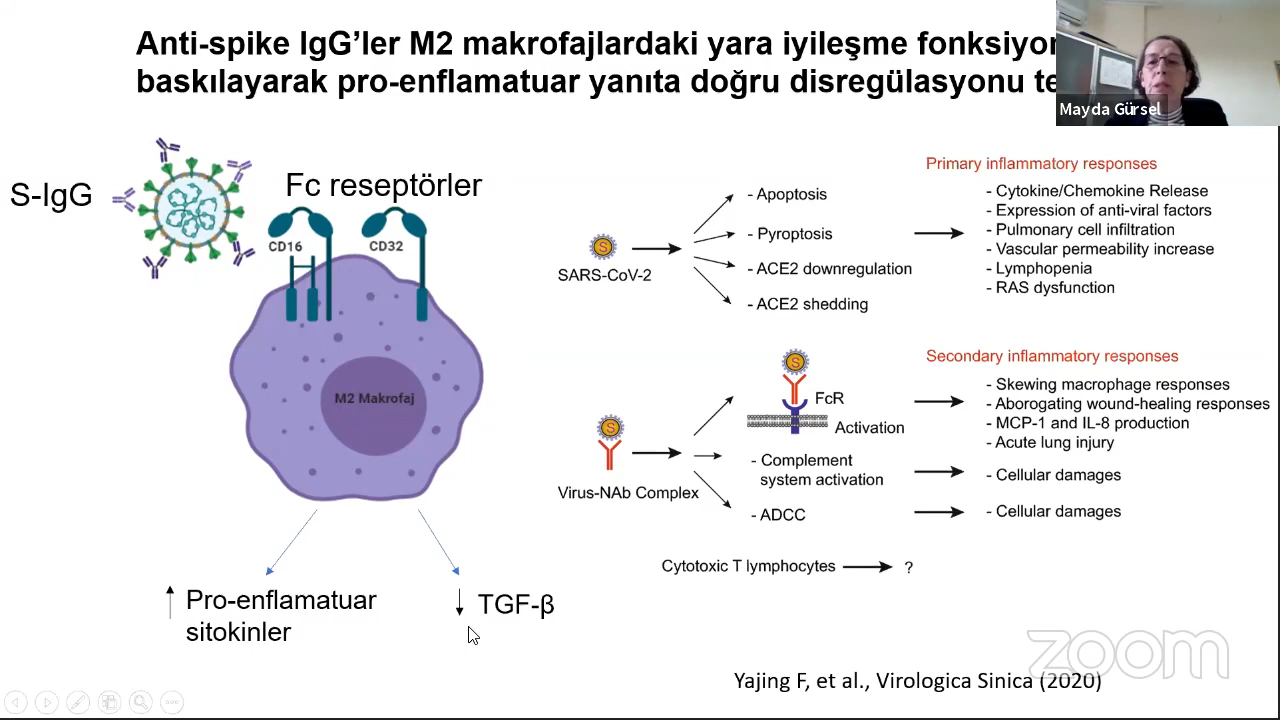 Anti-spike IgG’ler M2 makrofajlardaki yara iyileşme
baskılayarak pro-enflamatuar yanıta doğru disregülasyonu
Mayda Gürsel
S-IgG
Fc reseptörler
CD16
CD32
M2 Makrofaj
Pro-enflamatuar
sitokinler
TGF-β
SARS-CoV-2
- Apoptosis
- Pyroptosis
- ACE2 downregulation
- ACE2 shedding
Primary inflammatory responses
- Cytokine/Chemokine Release
- Expression of anti-viral factors
- Pulmonary cell infiltration
- Vascular permeability increase
- Lymphopenia
- RAS dysfunction
S
S
S
Virus-NAb Complex
FcR
Activation
- Complement
system activation
- ADCC
Secondary inflammatory responses
- Skewing macrophage responses
- Aborogating wound-healing responses
- MCP-1 and IL-8 production
- Acute lung injury
- Cellular damages
- Cellular damages
Cytotoxic T lymphocytes
?
zoom
Yajing F, et al., Virologica Sinica (2020)